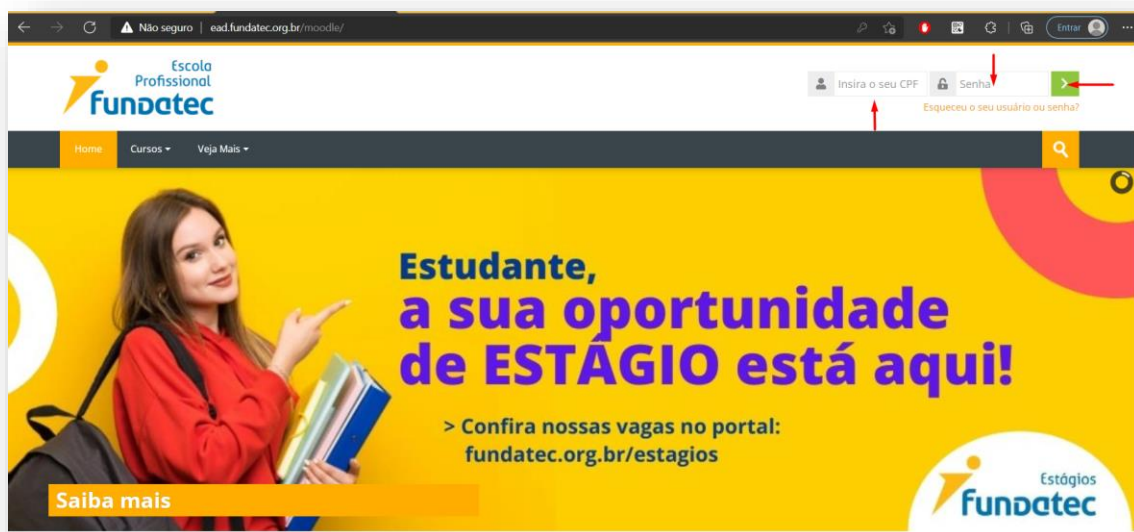 Não seguro | ead.fundatec.org.br/moodle/
Entrar
Escola
Profissional
fundatec
Insira o seu CPF
Senha
Esqueceu o seu usuário ou senha?
Home
Cursos
Veja Mais
Estudante,
a sua oportunidade
de ESTÁGIO está aqui!
> Confira nossas vagas no portal:
fundatec.org.br/estagios
Saiba mais
Estágios
fundatec